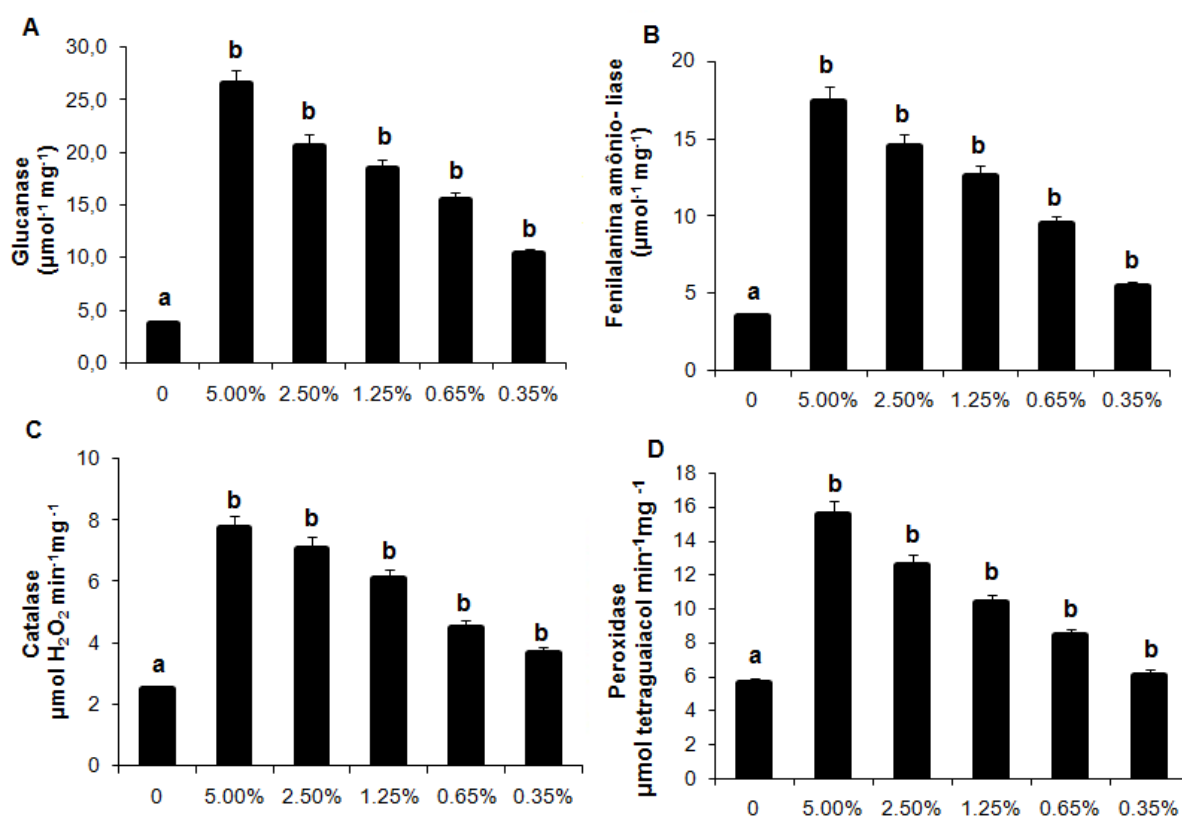 A
Glucanase
(µmol⁻¹ mg⁻¹)
30,0
25,0
20,0
15,0
10,0
5,0
0,0
a
b
b
b
b
b
0 5.00% 2.50% 1.25% 0.65% 0.35%
B
Fenilalanina amônio- liase
(µmol⁻¹ mg⁻¹)
20
15
10
5
0
a
b
b
b
b
b
0 5.00% 2.50% 1.25% 0.65% 0.35%
C
Catalase
µmol H₂O₂ min⁻¹mg ⁻¹
10
8
6
4
2
0
a
b
b
b
b
b
0 5.00% 2.50% 1.25% 0.65% 0.35%
D
Peroxidase
µmol tetraguaiacol min⁻¹mg ⁻¹
18
16
14
12
10
8
6
4
2
0
a
b
b
b
b
b
0 5.00% 2.50% 1.25% 0.65% 0.35%